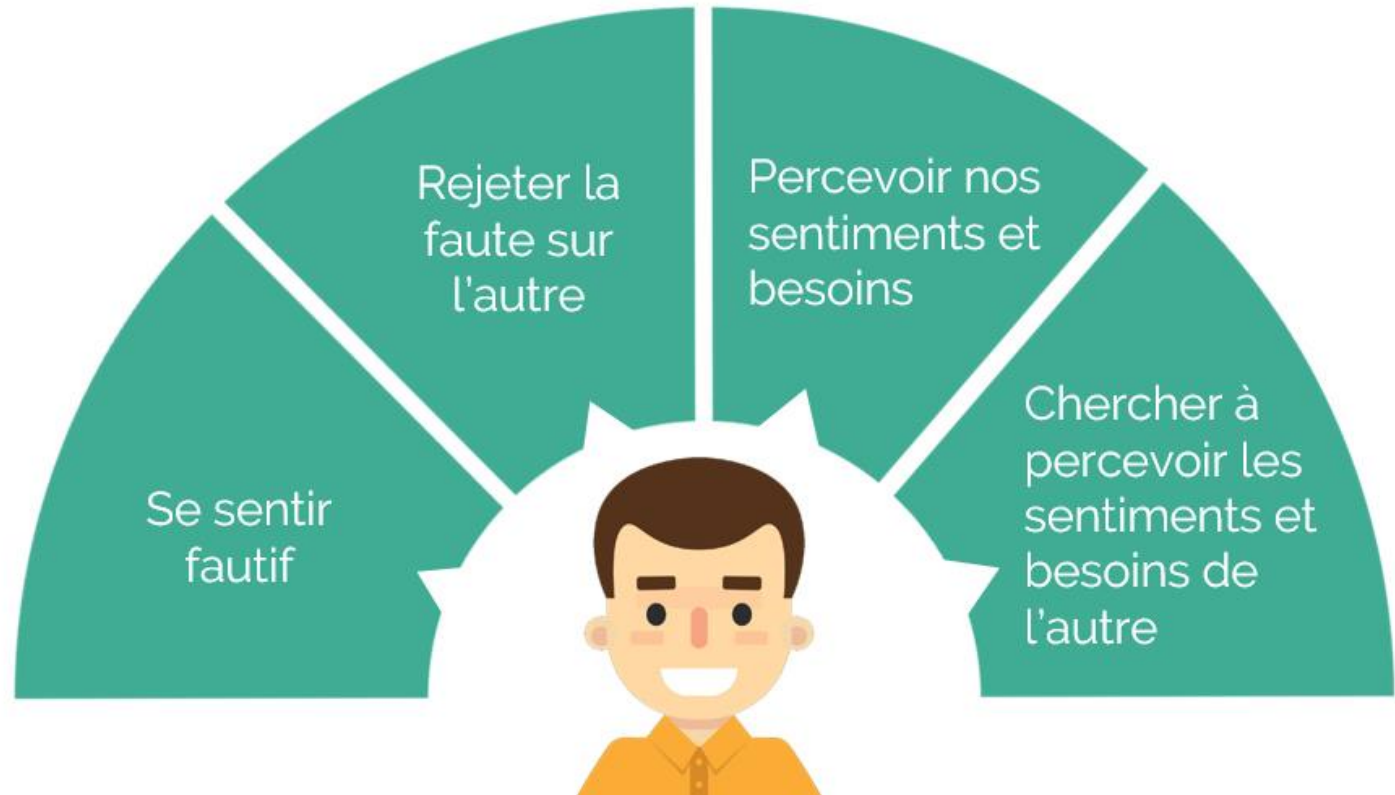 Se sentir
fautif
Rejeter la
faute sur
l'autre
Percevoir nos
sentiments et
besoins
Chercher à
percevoir les
sentiments et
besoins de
l'autre